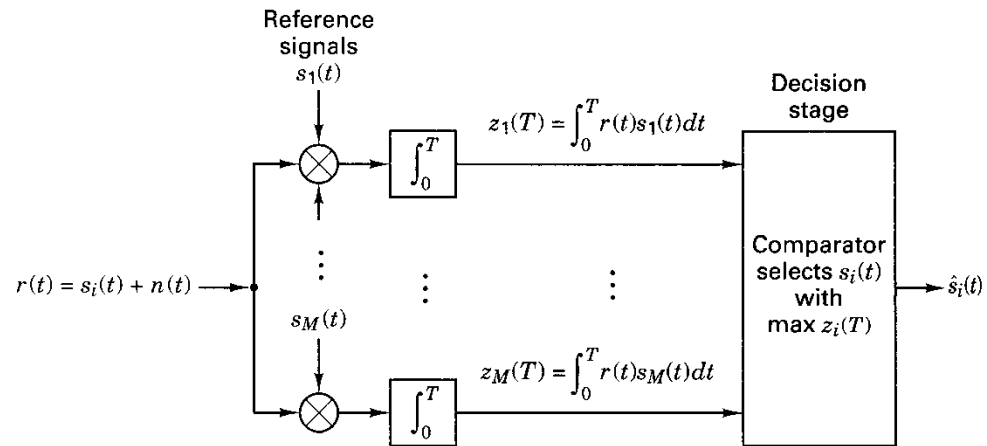 Reference
signals
s₁(t)
Decision
stage
z₁(T) = ∫₀ᵀ r(t)s₁(t)dt
∫₀ᵀ
⋮
⋮
⋮
r(t) = sᵢ(t) + n(t)
Comparator
selects sᵢ(t)
with
max zᵢ(T)
ŝᵢ(t)
s_M(t)
z_M(T) = ∫₀ᵀ r(t)s_M(t)dt
∫₀ᵀ